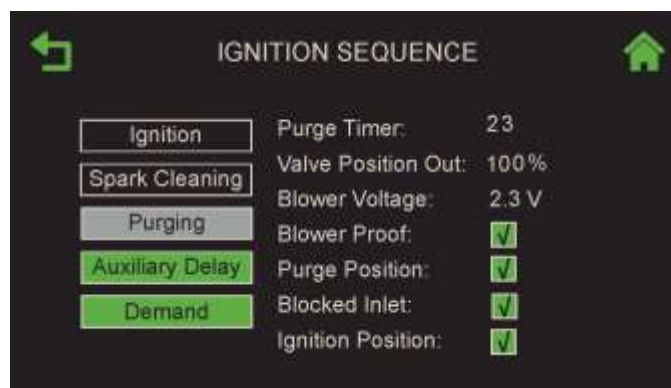 IGNITION SEQUENCE
Ignition
Spark Cleaning
Purging
Auxiliary Delay
Demand
Purge Timer: 23
Valve Position Out: 100%
Blower Voltage: 2.3 V
Blower Proof: √
Purge Position: √
Blocked Inlet: √
Ignition Position: √